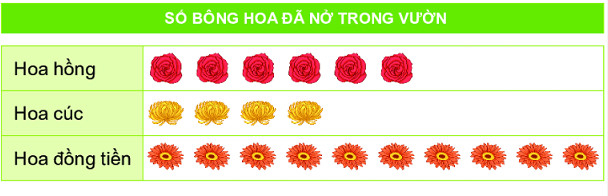 SỐ BÔNG HOA ĐÃ NỞ TRONG VƯỜN
Hoa hồng
Hoa cúc
Hoa đồng tiền